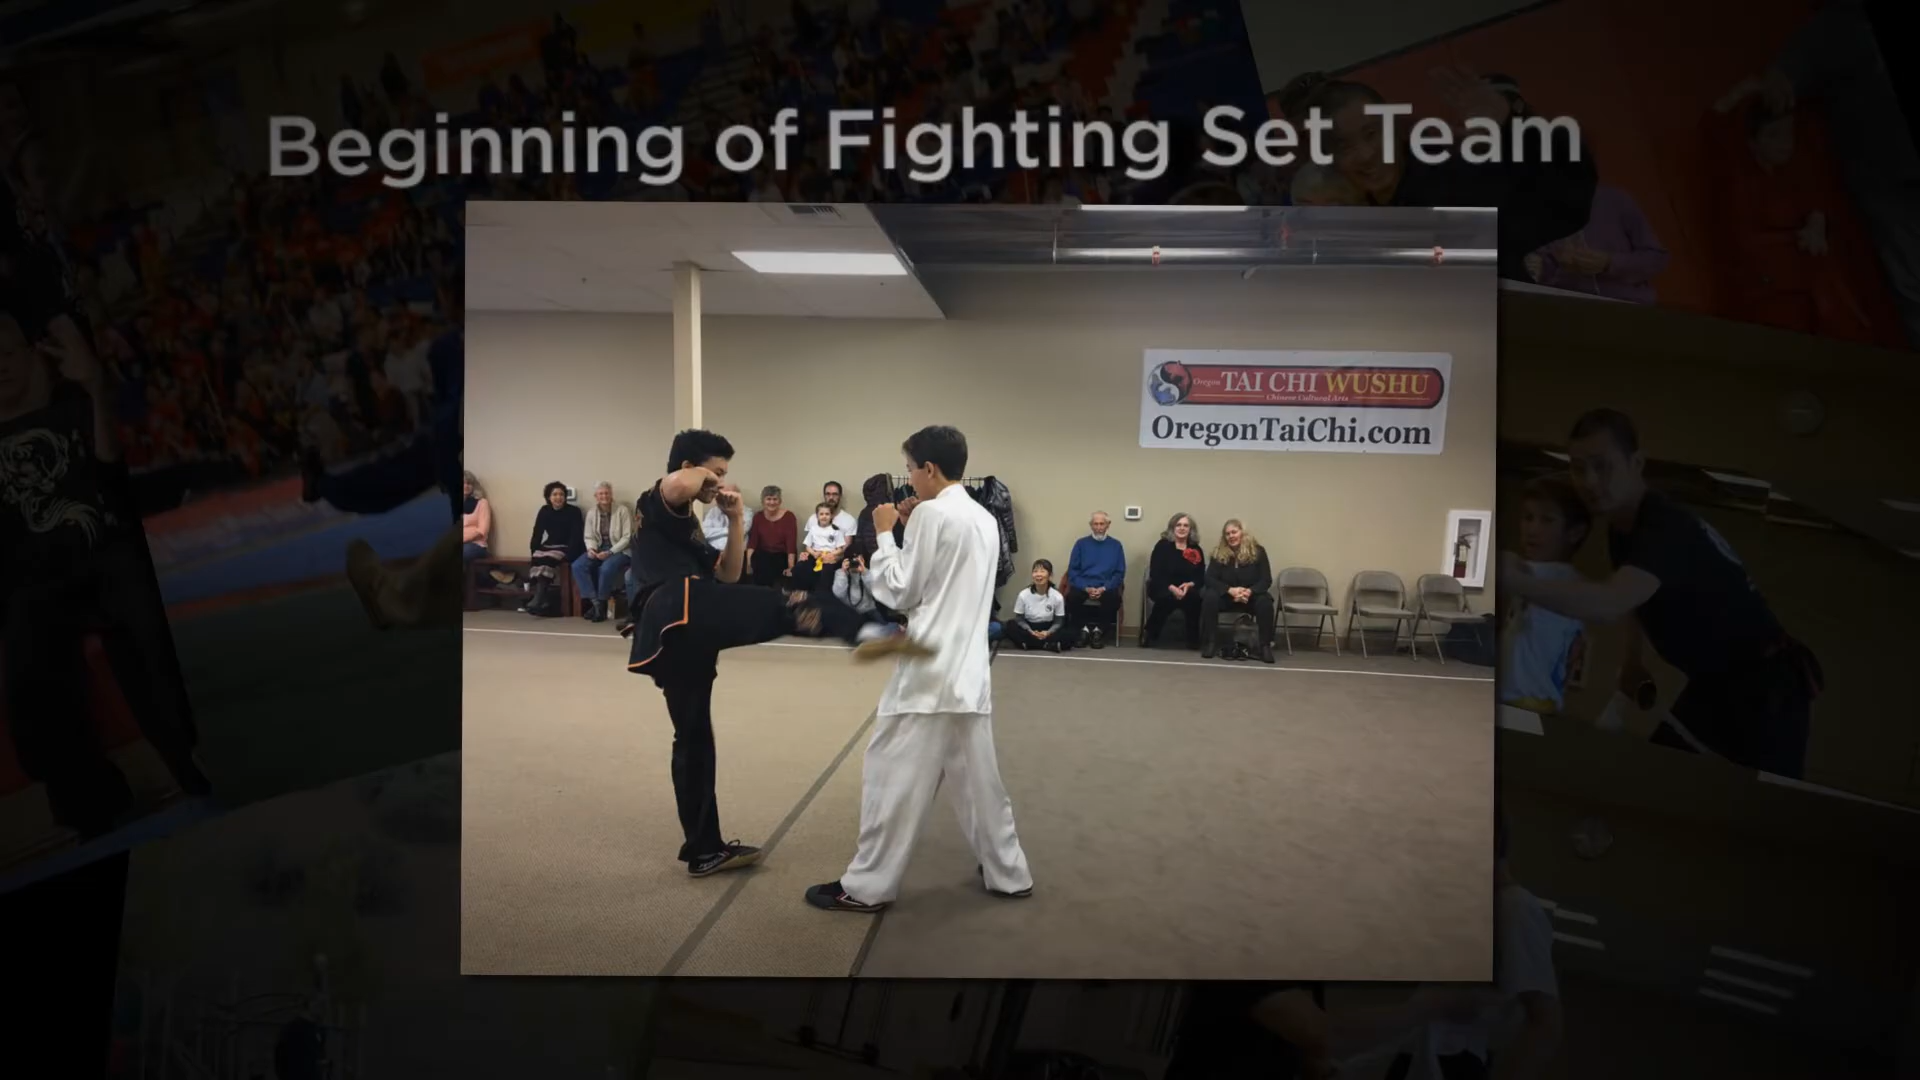 Beginning of Fighting Set Team
Oregon TAI CHI WUSHU
Chinese Cultural Arts
OregonTaiChi.com